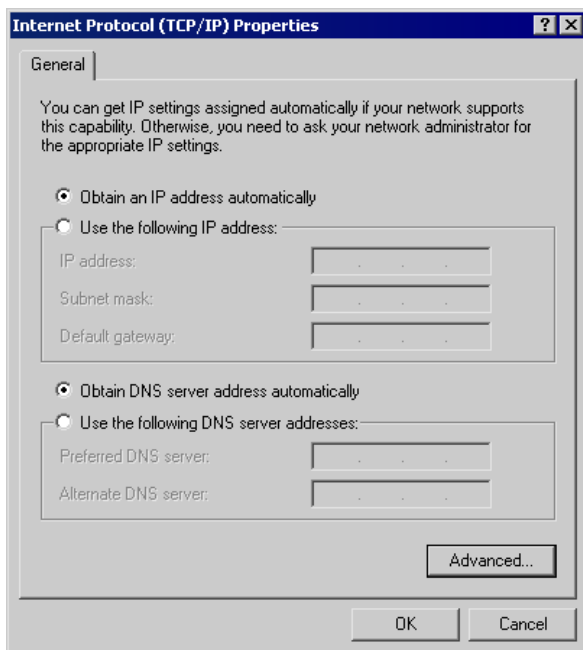 Internet Protocol (TCP/IP) Properties
General
You can get IP settings assigned automatically if your network supports
this capability. Otherwise, you need to ask your network administrator for
the appropriate IP settings.
Obtain an IP address automatically
Use the following IP address:
IP address:
Subnet mask:
Default gateway:
Obtain DNS server address automatically
Use the following DNS server addresses:
Preferred DNS server:
Alternate DNS server:
Advanced...
OK Cancel